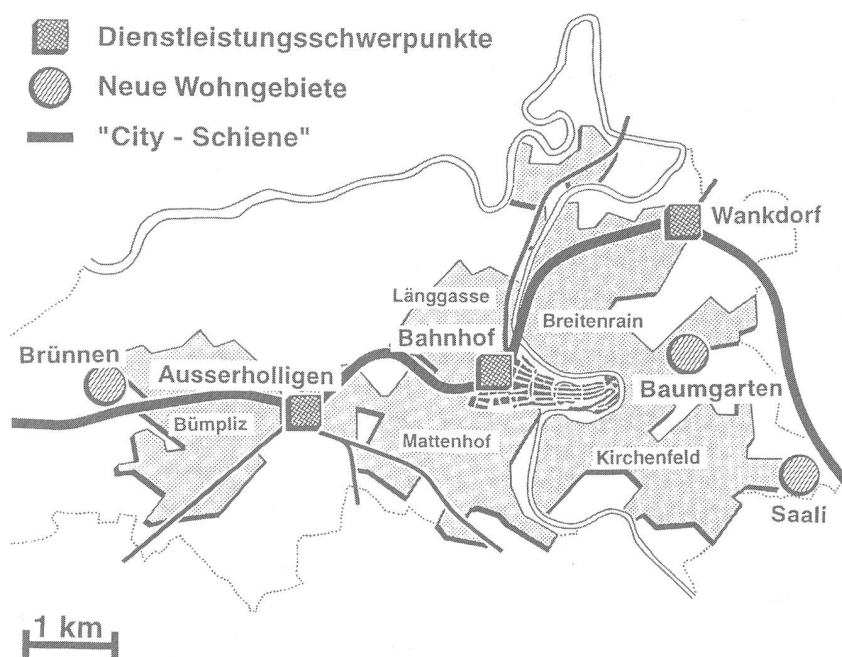 Dienstleistungsschwerpunkte
Neue Wohngebiete
"City - Schiene"
Wankdorf
Länggasse
Breitenrain
Bahnhof
Brünnen
Ausserholligen
Baumgarten
Bümpliz
Mattenhof
Kirchenfeld
Saali
1 km